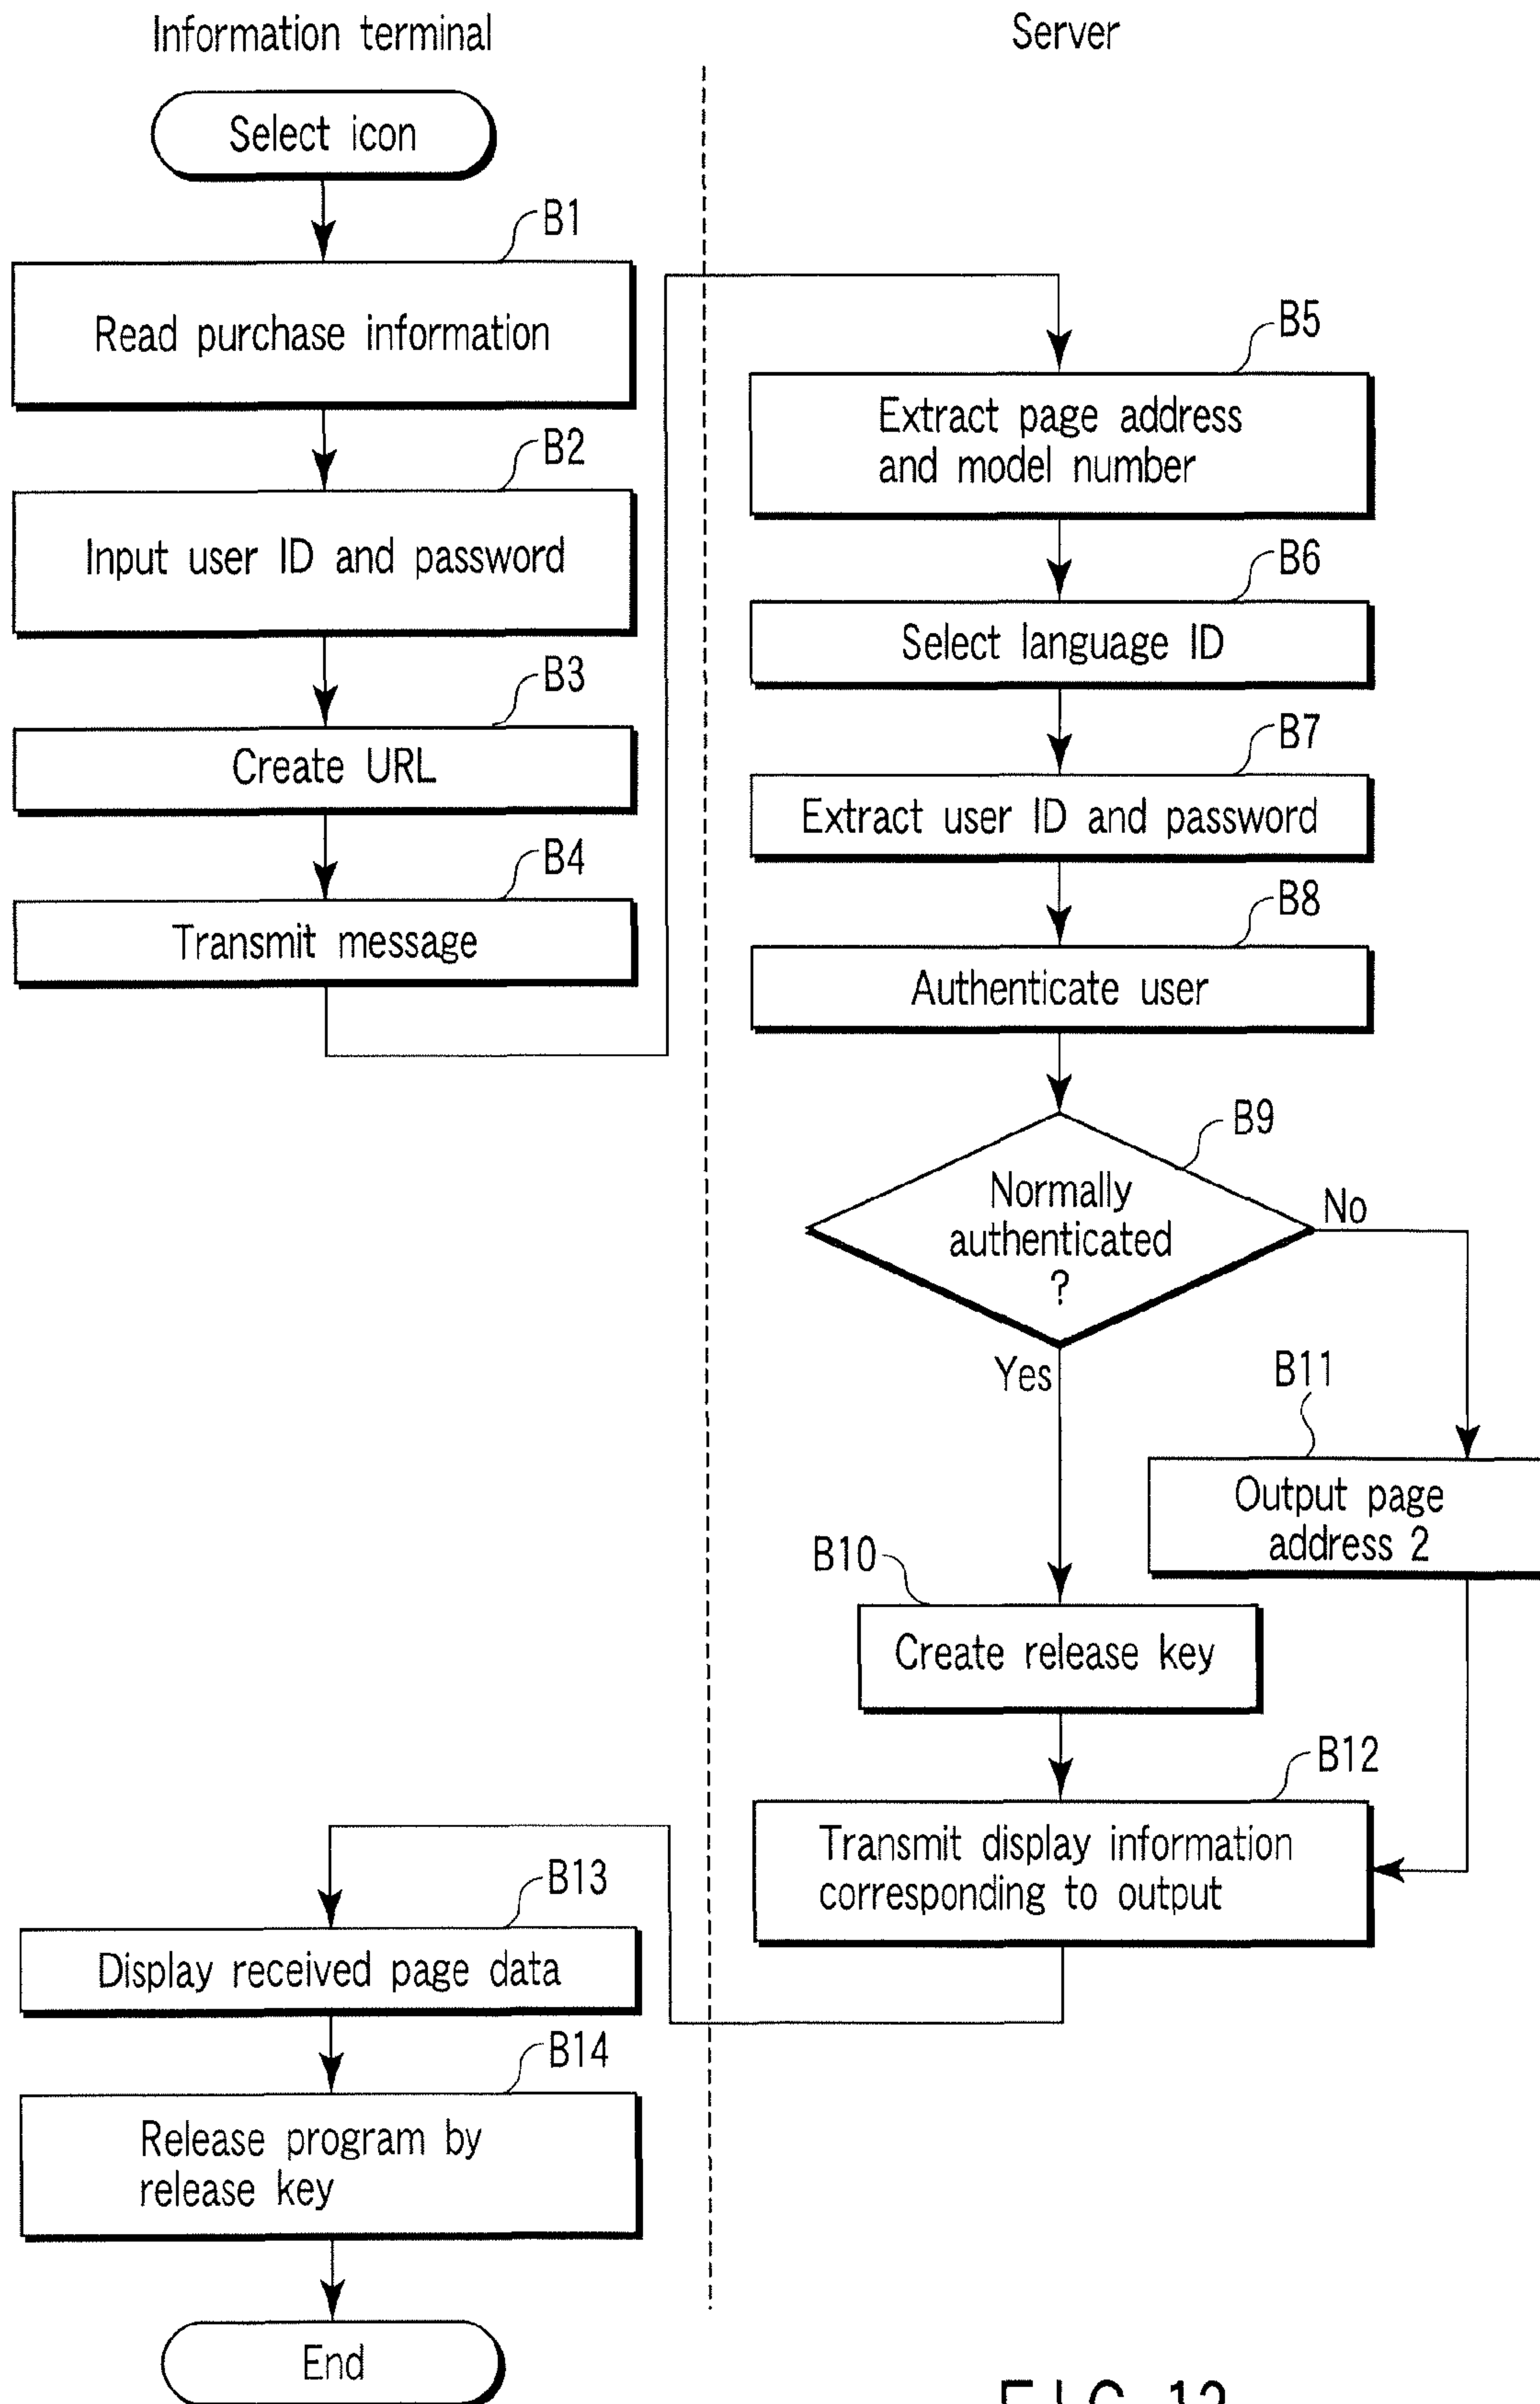 Information terminal
Server
Select icon
B1
Read purchase information
B2
Input user ID and password
B3
Create URL
B4
Transmit message
B5
Extract page address
and model number
B6
Select language ID
B7
Extract user ID and password
B8
Authenticate user
B9
Normally
authenticated
?
No
Yes
B11
Output page
address 2
B10
Create release key
B12
Transmit display information
corresponding to output
B13
Display received page data
B14
Release program by
release key
End